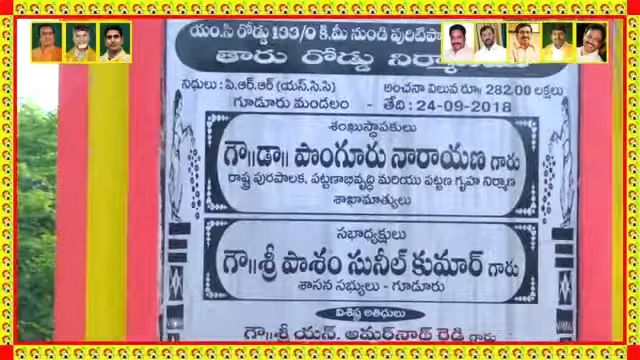 యం.సి రోడ్డు 133/0 కి.మీ నుండి
తారు రోడ్డు
నిధులు : పి.ఆర్.ఆర్ (యస్.సి.సి) అంచనా విలువ రూ॥ 282.00 లక్షలు
గూడూరు మండలం - తేది : 24-09-2018
శంఖుస్థాపకులు
గౌ॥డా॥ పొంగూరు నారాయణ గారు
రాష్ట్ర పురపాలక, పట్టణాభివృద్ధి మరియు పట్టణ గృహ నిర్మాణ
శాఖామాత్యులు
సభాధ్యక్షులు
గౌ॥శ్రీ పాశం సునీల్ కుమార్ గారు
శాసన సభ్యులు - గూడూరు
విశిష్ట అతిథులు
గౌ॥శ్రీ యన్. అమర్‌నాథ్ రెడ్డి గారు